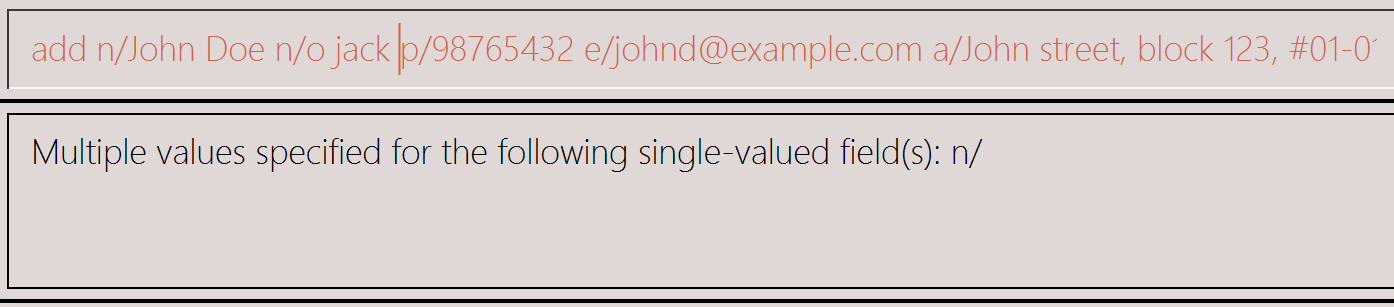 add n/John Doe n/o jack p/98765432 e/johnd@example.com a/John street, block 123, #01-0
Multiple values specified for the following single-valued field(s): n/